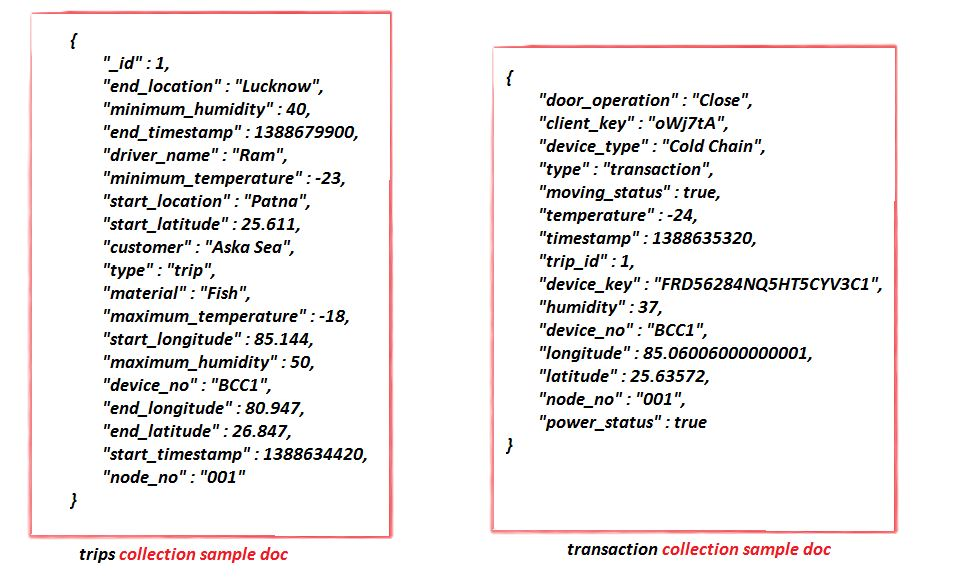 {
"_id" : 1,
"end_location" : "Lucknow",
"minimum_humidity" : 40,
"end_timestamp" : 1388679900,
"driver_name" : "Ram",
"minimum_temperature" : -23,
"start_location" : "Patna",
"start_latitude" : 25.611,
"customer" : "Aska Sea",
"type" : "trip",
"material" : "Fish",
"maximum_temperature" : -18,
"start_longitude" : 85.144,
"maximum_humidity" : 50,
"device_no" : "BCC1",
"end_longitude" : 80.947,
"end_latitude" : 26.847,
"start_timestamp" : 1388634420,
"node_no" : "001"
}
trips collection sample doc
{
"door_operation" : "Close",
"client_key" : "oWj7tA",
"device_type" : "Cold Chain",
"type" : "transaction",
"moving_status" : true,
"temperature" : -24,
"timestamp" : 1388635320,
"trip_id" : 1,
"device_key" : "FRD56284NQ5HT5CYV3C1",
"humidity" : 37,
"device_no" : "BCC1",
"longitude" : 85.06006000000001,
"latitude" : 25.63572,
"node_no" : "001",
"power_status" : true
}
transaction collection sample doc